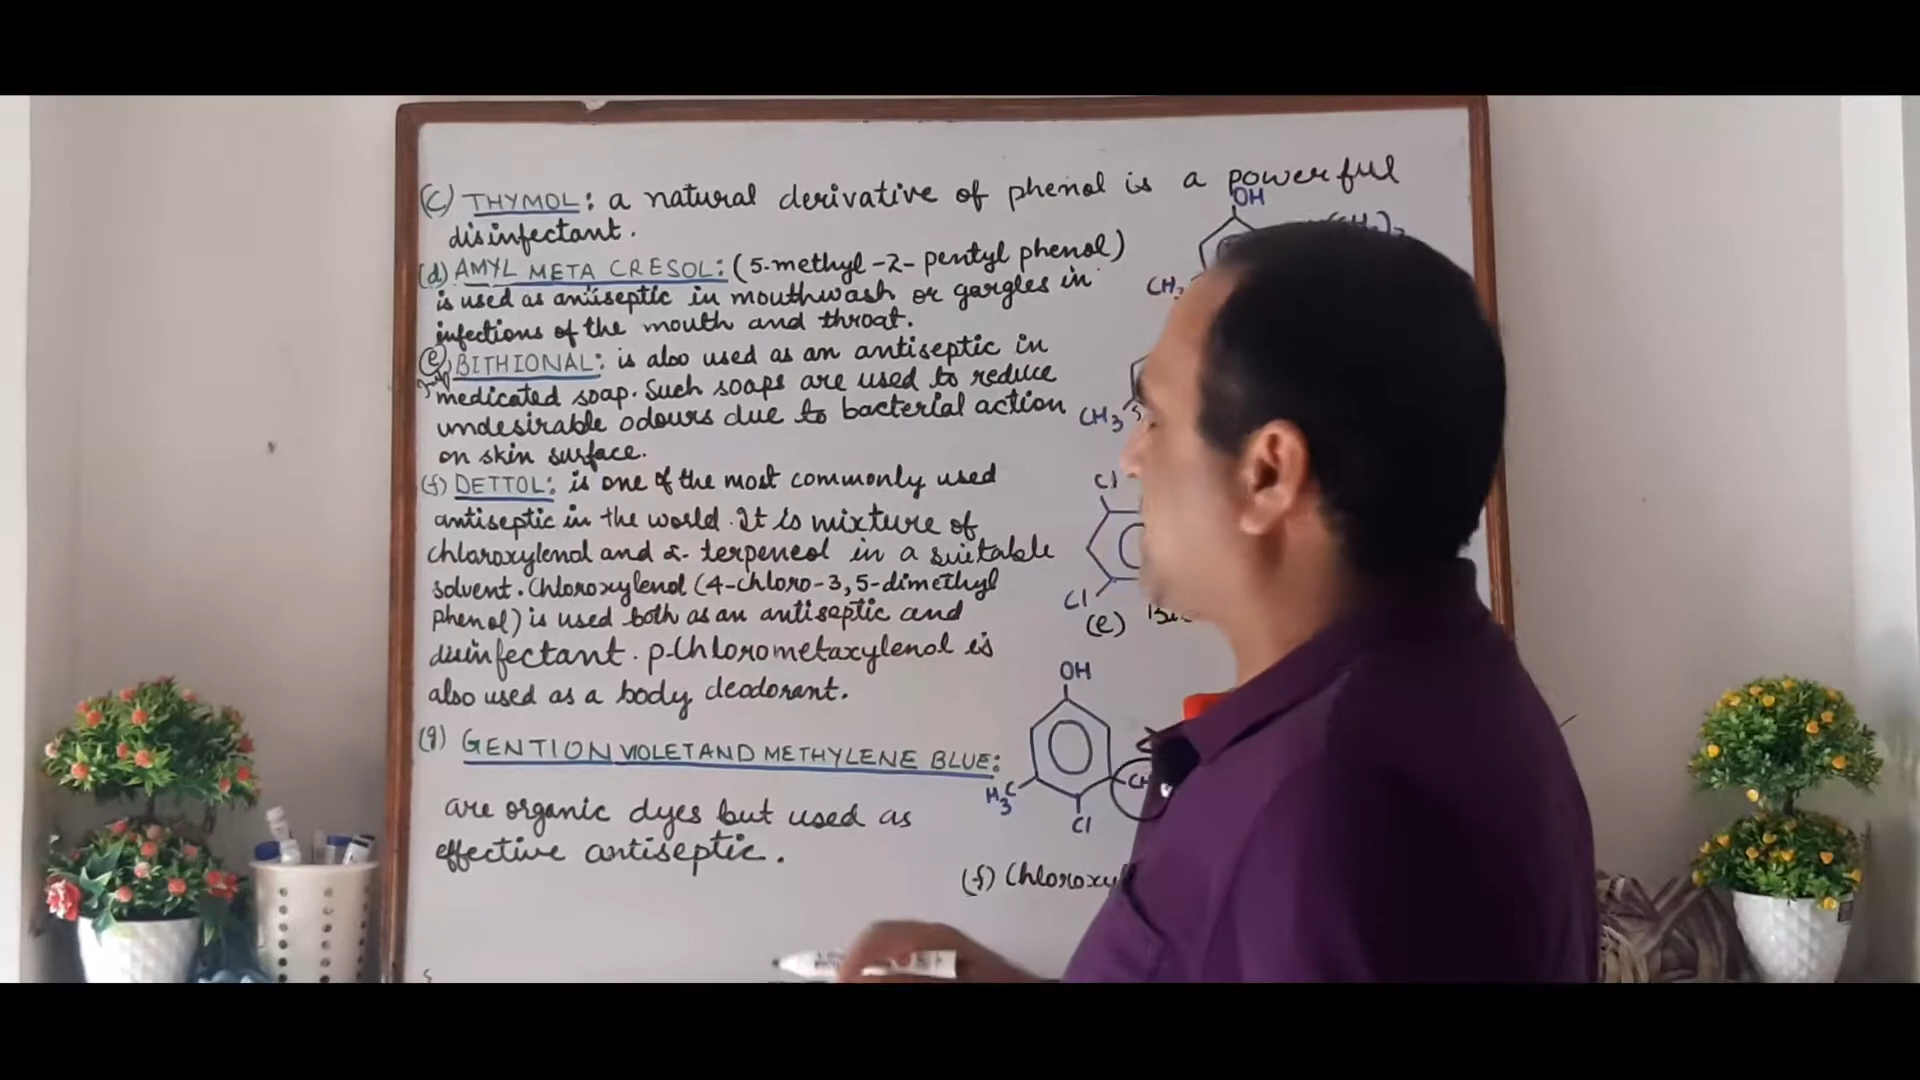 (c) THYMOL: a natural derivative of phenol is a powerful
disinfectant.
(d) AMYL META CRESOL: (5-methyl-2-pentyl phenol)
is used as antiseptic in mouthwash or gargles in
infections of the mouth and throat.
(e) BITHIONAL: is also used as an antiseptic in
medicated soap. Such soaps are used to reduce
undesirable odours due to bacterial action
on skin surface.
(f) DETTOL: is one of the most commonly used
antiseptic in the world. It is mixture of
chloroxylenol and α-terpeneol in a suitable
solvent. Chloroxylenol (4-chloro-3,5-dimethyl
phenol) is used both as an antiseptic and
disinfectant. p-Chlorometaxylenol is
also used as a body deodorant.
(g) GENTION VIOLET AND METHYLENE BLUE:
are organic dyes but used as
effective antiseptic.
OH
CH3
CH3
Cl
Cl
(e)
OH
H3C
CH
Cl
(f) Chloroxyl